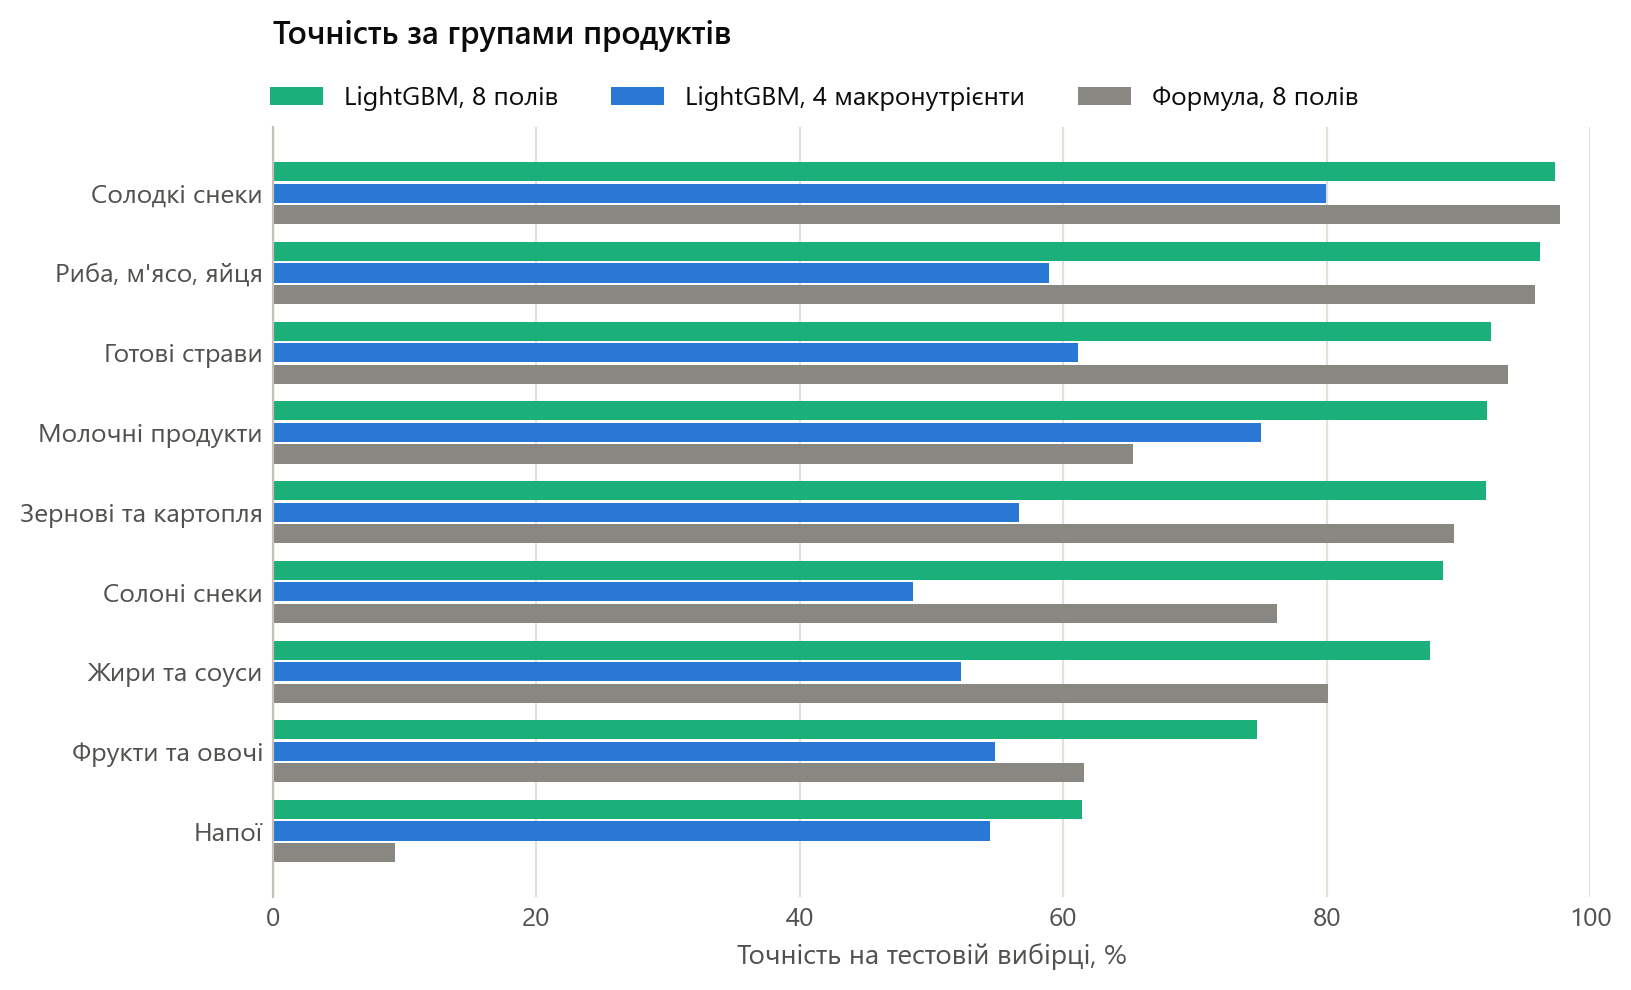 Точність за групами продуктів
LightGBM, 8 полів LightGBM, 4 макронутрієнти Формула, 8 полів
Солодкі снеки
Риба, м'ясо, яйця
Готові страви
Молочні продукти
Зернові та картопля
Солоні снеки
Жири та соуси
Фрукти та овочі
Напої
0 20 40 60 80 100
Точність на тестовій вибірці, %